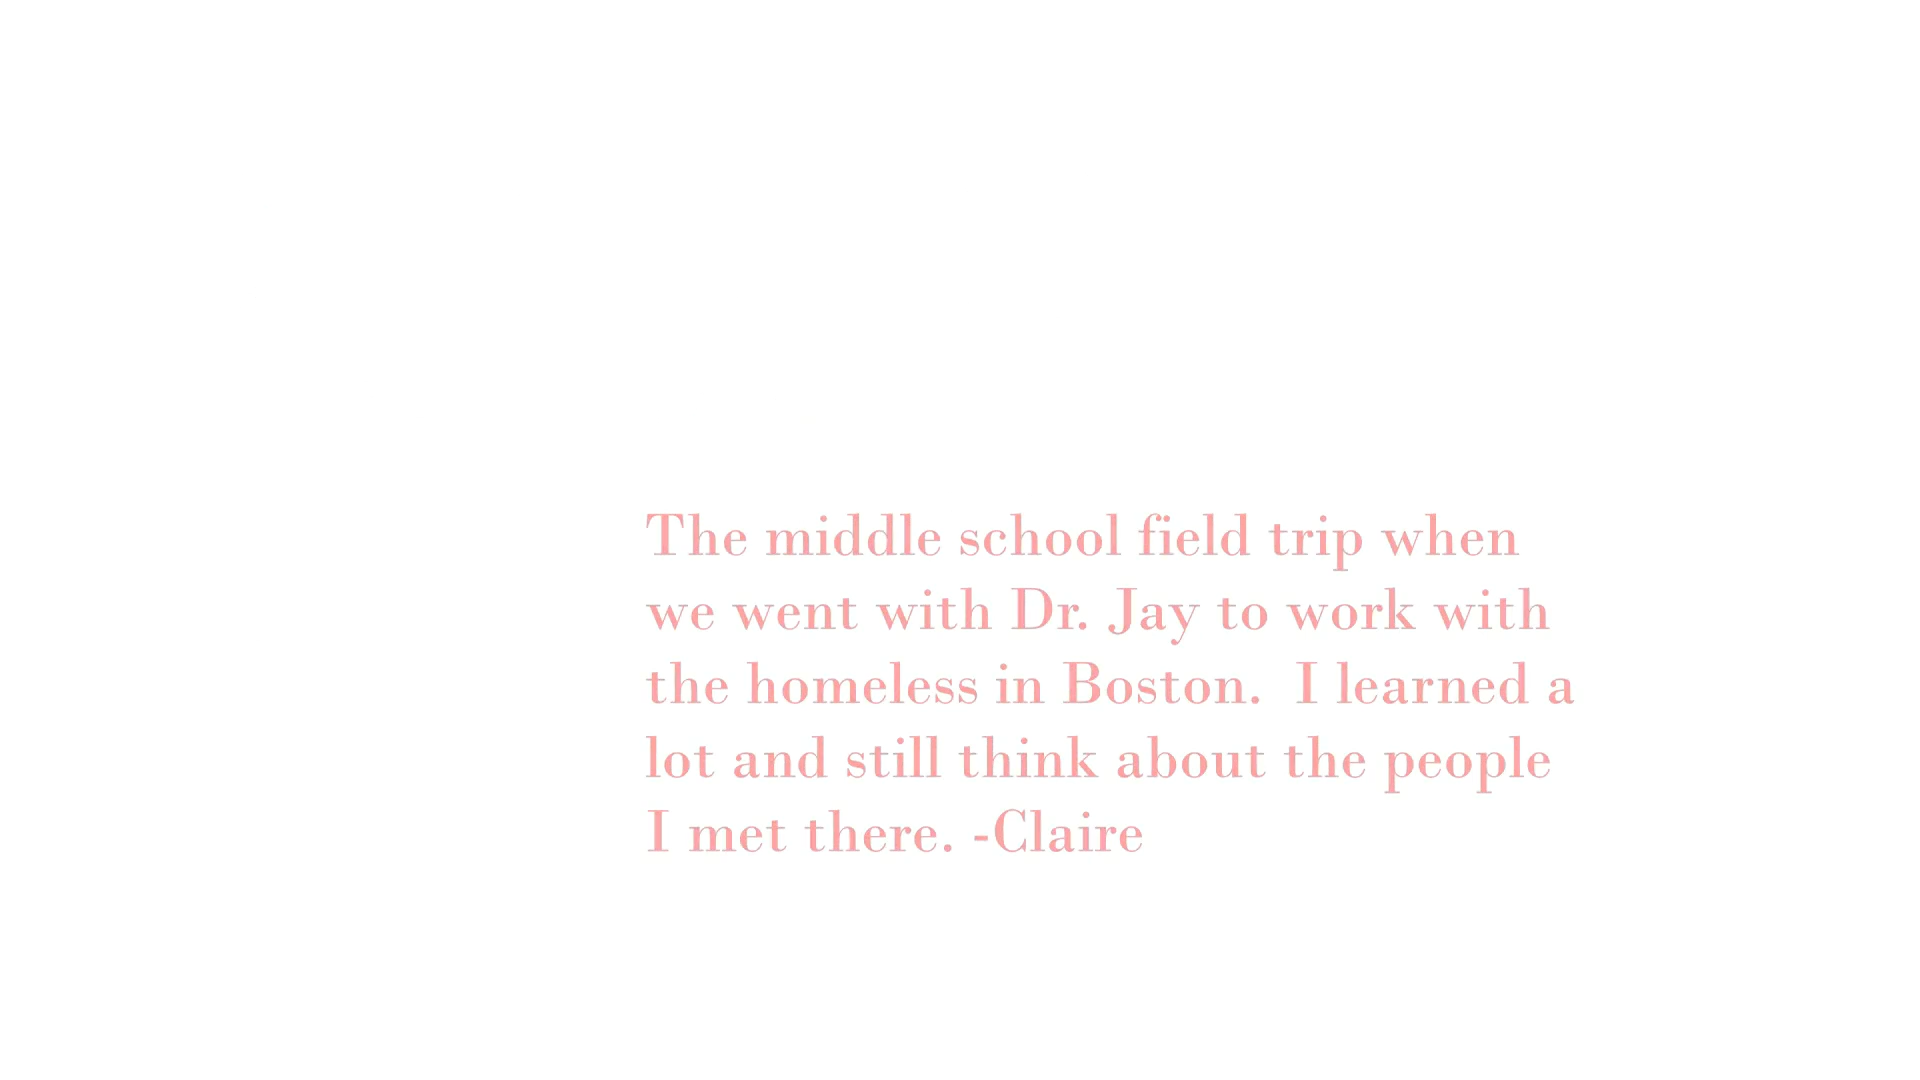 The middle school field trip when
we went with Dr. Jay to work with
the homeless in Boston.  I learned a
lot and still think about the people
I met there. -Claire